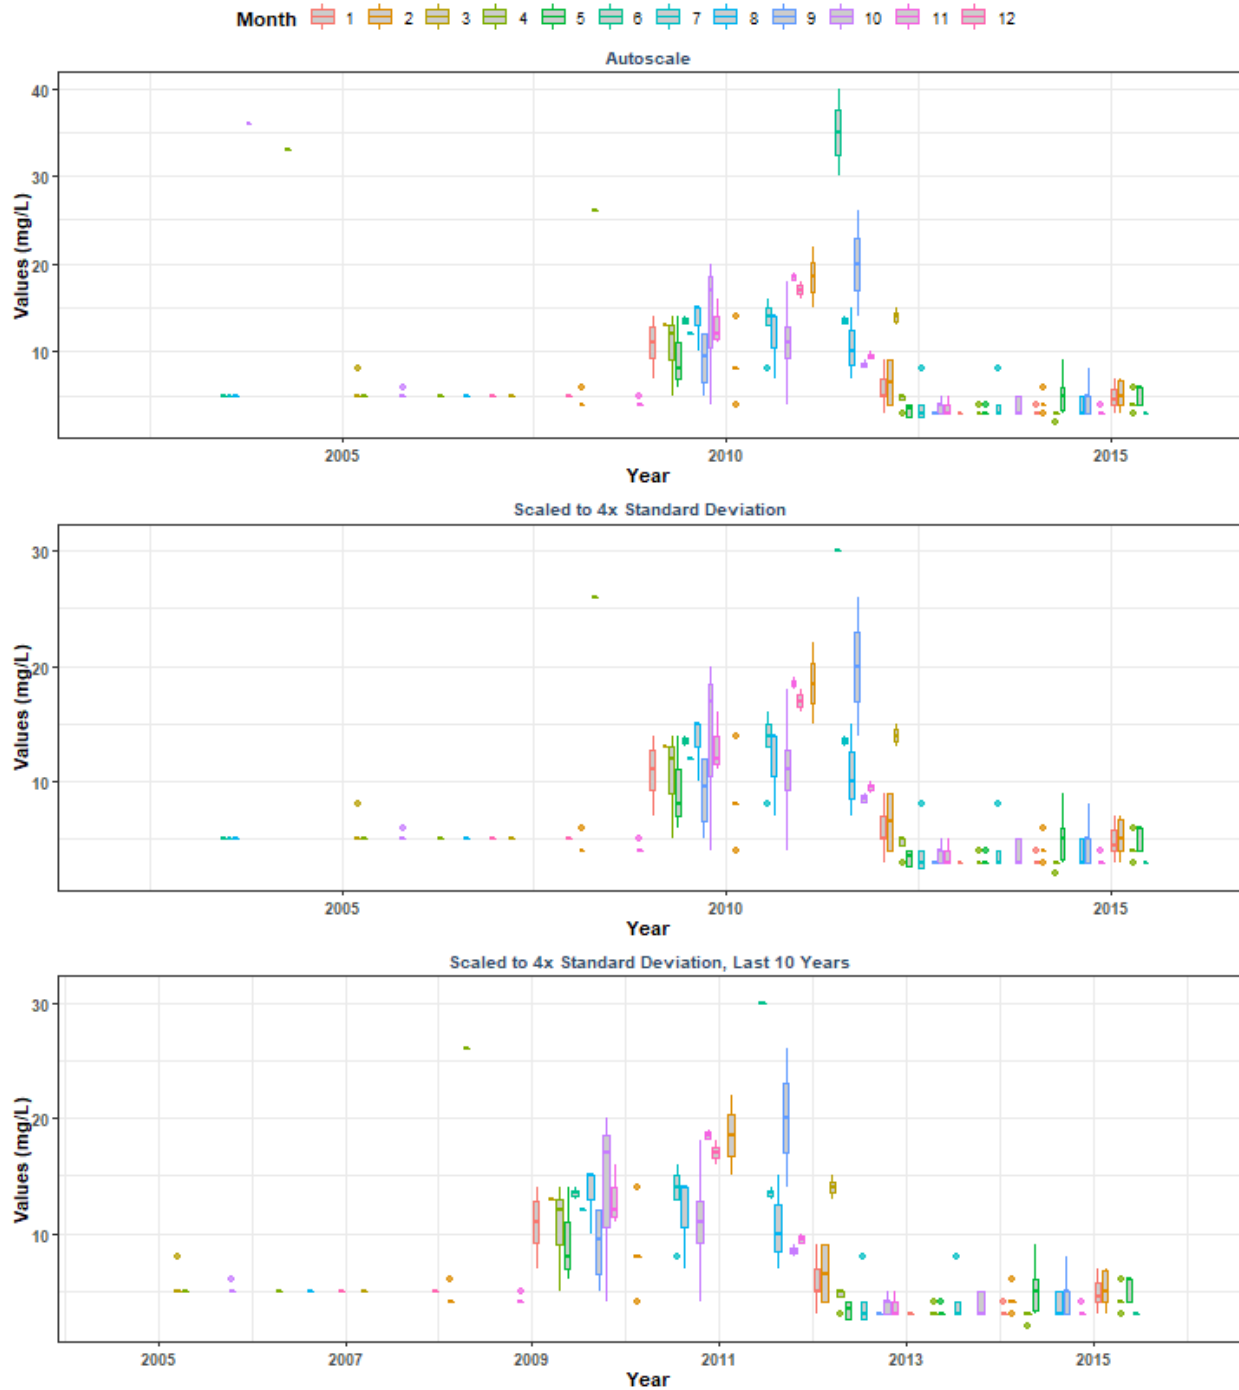 Month 1 2 3 4 5 6 7 8 9 10 11 12
Autoscale
40
30
20
10
Values (mg/L)
2005 2010 2015
Year
Scaled to 4x Standard Deviation
30
20
10
Values (mg/L)
2005 2010 2015
Year
Scaled to 4x Standard Deviation, Last 10 Years
30
20
10
Values (mg/L)
2005 2007 2009 2011 2013 2015
Year